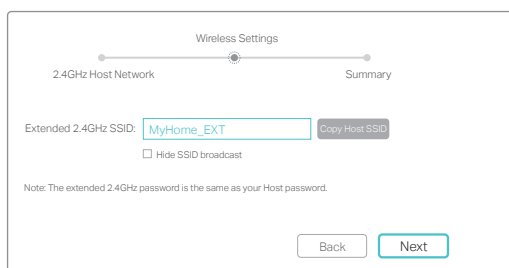 Wireless Settings
2.4GHz Host Network
Summary
Extended 2.4GHz SSID: MyHome_EXT Copy Host SSID
Hide SSID broadcast
Note: The extended 2.4GHz password is the same as your Host password.
Back Next